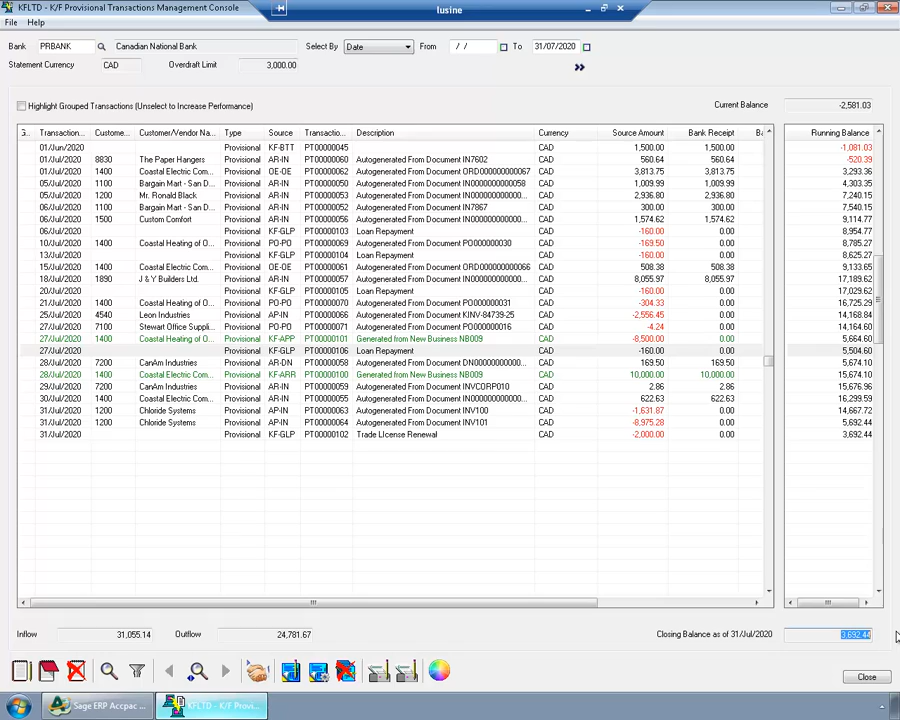 KFLTD - K/F Provisional Transactions Management Console
lusine
File Help
Bank PRBANK Canadian National Bank Select By Date From / / To 31/07/2020
Statement Currency CAD Overdraft Limit 3,000.00
Highlight Grouped Transactions (Unselect to Increase Performance) Current Balance -2,581.03
G.. Transaction... Custome... Customer/Vendor Na... Type Source Transactio... Description Currency Source Amount Bank Receipt Ba Running Balance
01/Jun/2020 Provisional KF-BTT PT00000045 CAD 1,500.00 1,500.00 -1,081.03
01/Jul/2020 8830 The Paper Hangers Provisional AR-IN PT00000060 Autogenerated From Document IN7602 CAD 560.64 560.64 -520.39
01/Jul/2020 1400 Coastal Electric Com... Provisional OE-OE PT00000062 Autogenerated From Document ORD000000000067 CAD 3,813.75 3,813.75 3,293.36
05/Jul/2020 1100 Bargain Mart - San D... Provisional AR-IN PT00000050 Autogenerated From Document IN0000000000058 CAD 1,009.99 1,009.99 4,303.35
05/Jul/2020 1200 Mr. Ronald Black Provisional AR-IN PT00000053 Autogenerated From Document IN000000000000... CAD 2,936.80 2,936.80 7,240.15
06/Jul/2020 1100 Bargain Mart - San D... Provisional AR-IN PT00000052 Autogenerated From Document IN7867 CAD 300.00 300.00 7,540.15
06/Jul/2020 1500 Custom Comfort Provisional AR-IN PT00000056 Autogenerated From Document IN000000000000... CAD 1,574.62 1,574.62 9,114.77
06/Jul/2020 Provisional KF-GLP PT00000103 Loan Repayment CAD -160.00 0.00 8,954.77
10/Jul/2020 1400 Coastal Heating of O... Provisional PO-PO PT00000069 Autogenerated From Document PO000000030 CAD -169.50 0.00 8,785.27
13/Jul/2020 Provisional KF-GLP PT00000104 Loan Repayment CAD -160.00 0.00 8,625.27
15/Jul/2020 1400 Coastal Electric Com... Provisional OE-OE PT00000061 Autogenerated From Document ORD000000000066 CAD 508.38 508.38 9,133.65
18/Jul/2020 1890 J & Y Builders Ltd. Provisional AR-IN PT00000057 Autogenerated From Document IN000000000000... CAD 8,055.97 8,055.97 17,189.62
20/Jul/2020 Provisional KF-GLP PT00000105 Loan Repayment CAD -160.00 0.00 17,029.62
21/Jul/2020 1400 Coastal Heating of O... Provisional PO-PO PT00000070 Autogenerated From Document PO000000031 CAD -304.33 0.00 16,725.29
25/Jul/2020 4540 Leon Industries Provisional AP-IN PT00000066 Autogenerated From Document KINV-84739-25 CAD -2,556.45 0.00 14,168.84
27/Jul/2020 7100 Stewart Office Suppli... Provisional PO-PO PT00000071 Autogenerated From Document PO000000016 CAD -4.24 0.00 14,164.60
27/Jul/2020 1400 Coastal Heating of O... Provisional KF-APP PT00000101 Generated from New Business NB009 CAD -8,500.00 0.00 5,664.60
27/Jul/2020 Provisional KF-GLP PT00000106 Loan Repayment CAD -160.00 0.00 5,504.60
28/Jul/2020 7200 CanAm Industries Provisional AR-DN PT00000058 Autogenerated From Document DN000000000000... CAD 169.50 169.50 5,674.10
28/Jul/2020 1400 Coastal Electric Com... Provisional KF-ARR PT00000100 Generated from New Business NB009 CAD 10,000.00 10,000.00 15,674.10
29/Jul/2020 7200 CanAm Industries Provisional AR-IN PT00000059 Autogenerated From Document INVCORP010 CAD 2.86 2.86 15,676.96
30/Jul/2020 1400 Coastal Electric Com... Provisional AR-IN PT00000055 Autogenerated From Document IN000000000000... CAD 622.63 622.63 16,299.59
31/Jul/2020 1200 Chloride Systems Provisional AP-IN PT00000063 Autogenerated From Document INV100 CAD -1,631.87 0.00 14,667.72
31/Jul/2020 1200 Chloride Systems Provisional AP-IN PT00000064 Autogenerated From Document INV101 CAD -8,975.28 0.00 5,692.44
31/Jul/2020 Provisional KF-GLP PT00000102 Trade License Renewal CAD -2,000.00 0.00 3,692.44
Inflow 31,055.14 Outflow 24,781.67 Closing Balance as of 31/Jul/2020 3,692.44
Close
Sage ERP Accpac ... KFLTD - K/F Provi...